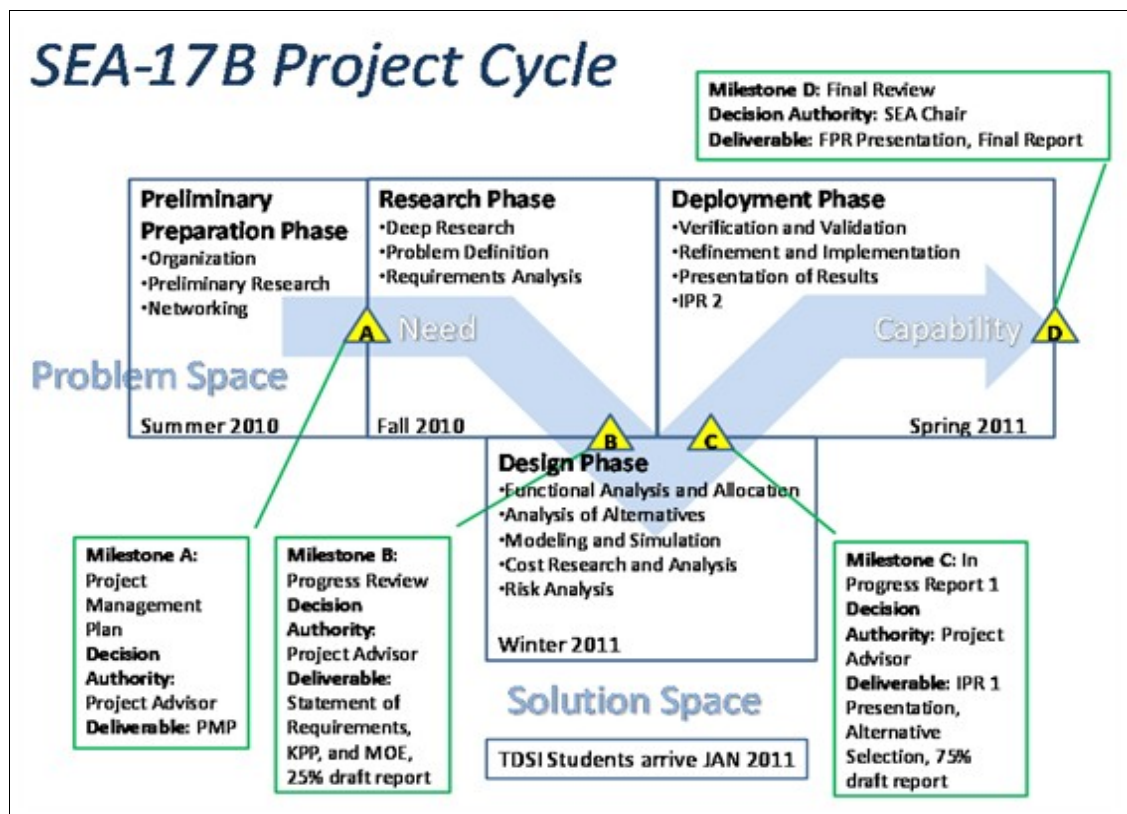 SEA-17B Project Cycle
Milestone D: Final Review
Decision Authority: SEA Chair
Deliverable: FPR Presentation, Final Report
Preliminary
Preparation Phase
•Organization
•Preliminary Research
•Networking
Summer 2010
Research Phase
•Deep Research
•Problem Definition
•Requirements Analysis
Fall 2010
Deployment Phase
•Verification and Validation
•Refinement and Implementation
•Presentation of Results
•IPR 2
Spring 2011
A
Need
Capability
D
Problem Space
B
C
Design Phase
•Functional Analysis and Allocation
•Analysis of Alternatives
•Modeling and Simulation
•Cost Research and Analysis
•Risk Analysis
Winter 2011
Milestone A:
Project
Management
Plan
Decision
Authority:
Project Advisor
Deliverable: PMP
Milestone B:
Progress Review
Decision
Authority:
Project Advisor
Deliverable:
Statement of
Requirements,
KPP, and MOE,
25% draft report
Solution Space
TDSI Students arrive JAN 2011
Milestone C: In
Progress Report 1
Decision
Authority: Project
Advisor
Deliverable: IPR 1
Presentation,
Alternative
Selection, 75%
draft report